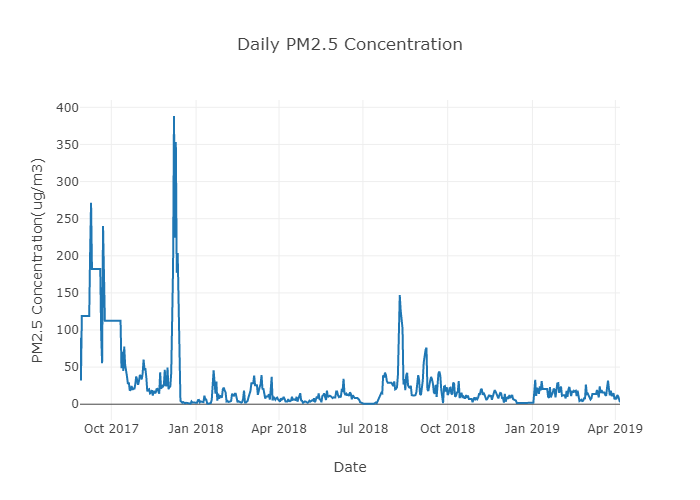 Daily PM2.5 Concentration
PM2.5 Concentration(ug/m3)
400
350
300
250
200
150
100
50
0
Oct 2017 Jan 2018 Apr 2018 Jul 2018 Oct 2018 Jan 2019 Apr 2019
Date